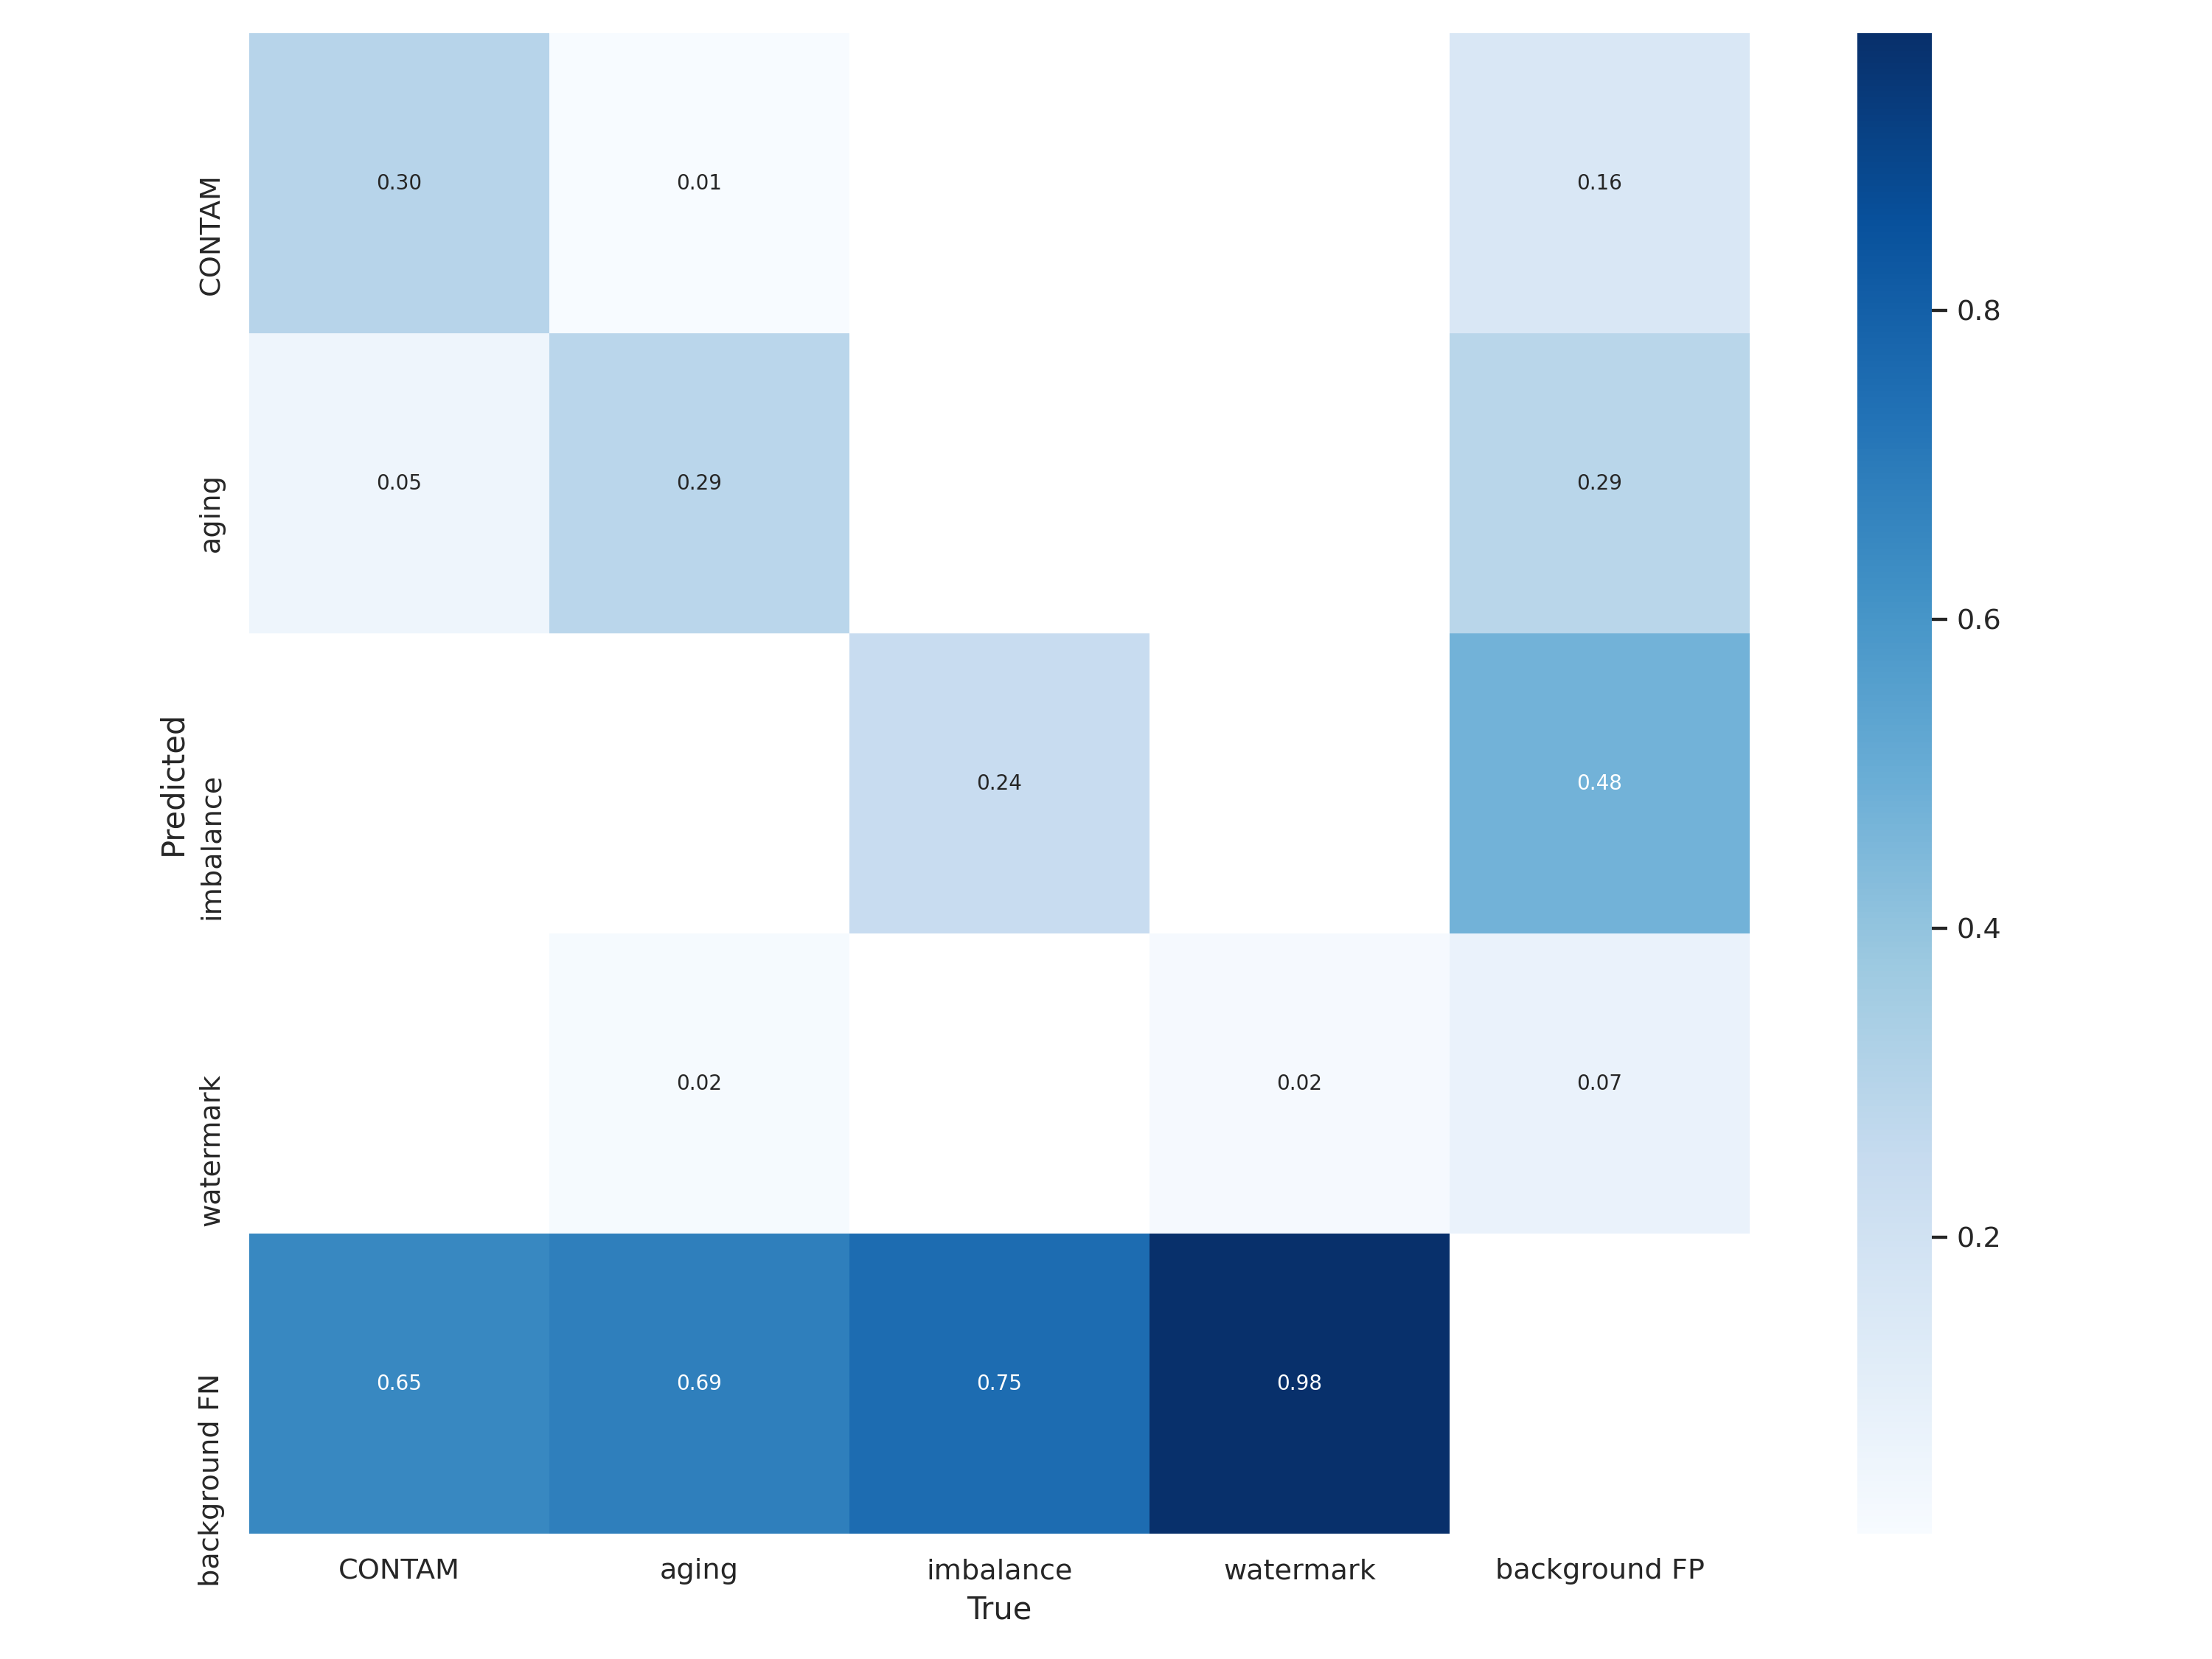 CONTAM 0.30 0.01 0.16
0.8
aging 0.05 0.29 0.29
0.6
Predicted
imbalance 0.24 0.48
0.4
watermark 0.02 0.02 0.07
0.2
background FN 0.65 0.69 0.75 0.98
CONTAM aging imbalance watermark background FP
True